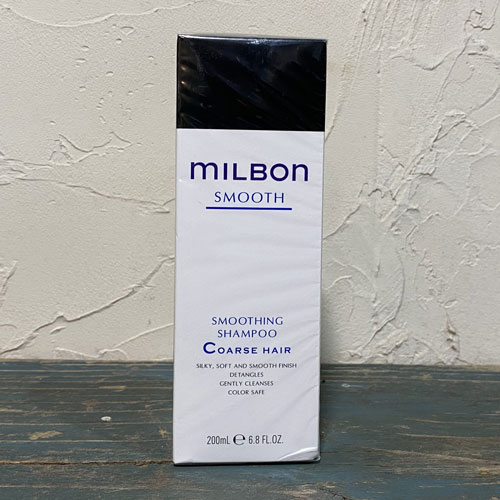 MILBON
SMOOTH
SMOOTHING
SHAMPOO
COARSE HAIR
SILKY, SOFT AND SMOOTH FINISH
DETANGLES
GENTLY CLEANSES
COLOR SAFE
200mL ℮ 6.8 FL.OZ.